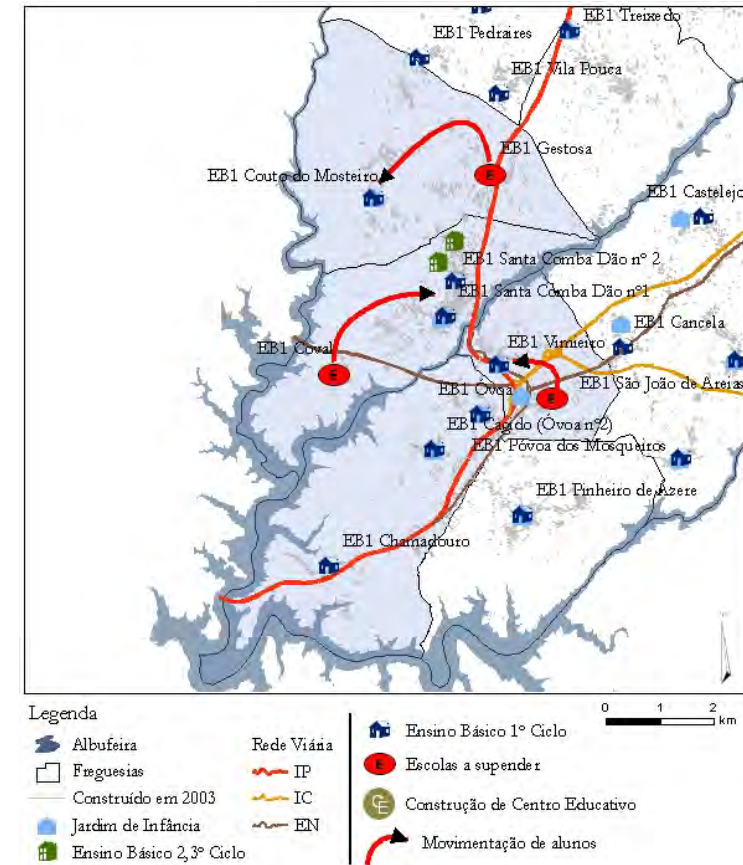 EB1 Treixedo
EB1 Pedraires
EB1 Vila Pouca
EB1 Gestosa
E
EB1 Couto do Mosteiro
EB1 Castelejo
EB1 Santa Comba Dão nº 2
EB1 Santa Comba Dão nº1
EB1 Cancela
EB1 Vimieiro
EB1 Coval
E
EB1 Óvoa
E
EB1 São João de Areias
EB1 Cagido (Óvoa nº2)
EB1 Póvoa dos Mosqueiros
EB1 Pinheiro de Azere
EB1 Chamadouro
Legenda
Albufeira
Freguesias
Construído em 2003
Jardim de Infância
Ensino Básico 2,3º Ciclo
Rede Viária
IP
IC
EN
Ensino Básico 1º Ciclo
E Escolas a supender
CE Construção de Centro Educativo
Movimentação de alunos
0 1 2
km